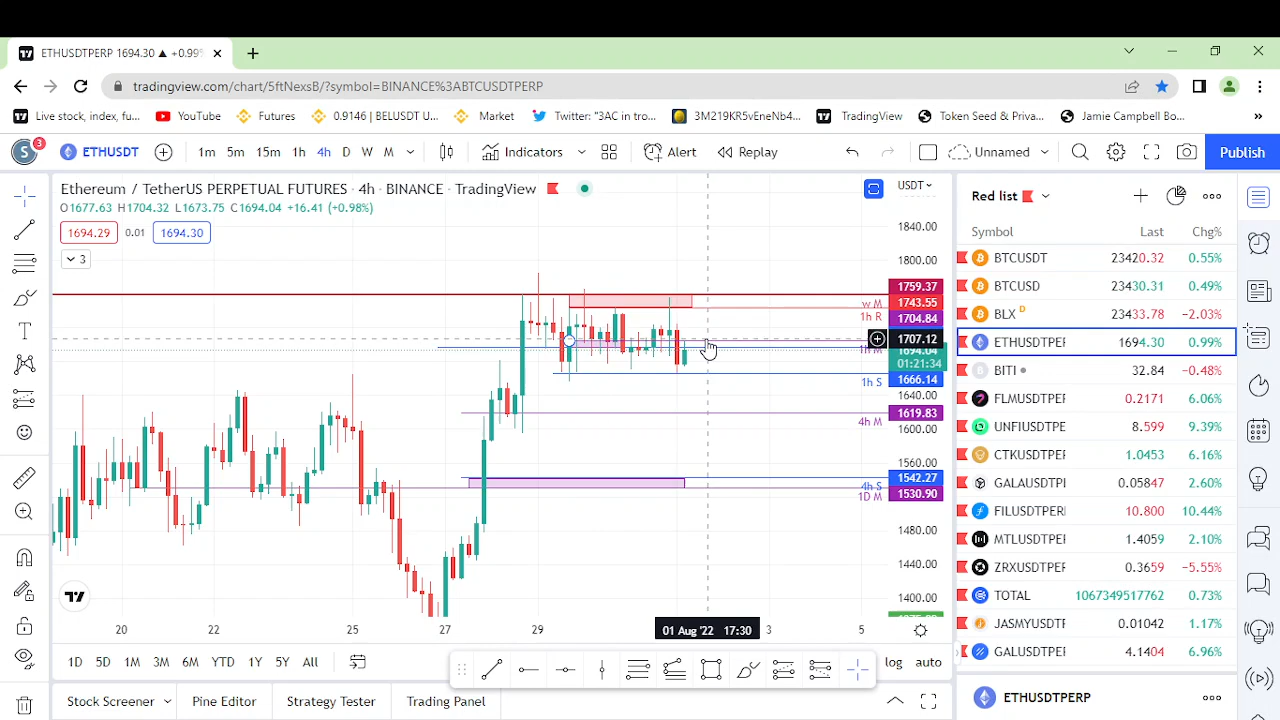 ETHUSDTPERP 1694.30 ▲ +0.99%
tradingview.com/chart/5ftNexsB/?symbol=BINANCE%3ABTCUSDTPERP
Live stock, index, fu... YouTube Futures 0.9146 | BELUSDT U... Market Twitter: "3AC in tro... 3M219KR5vEneNb4... TradingView Token Seed & Priva... Jamie Campbell Bo... »
S 3 ETHUSDT 1m 5m 15m 1h 4h D W M Indicators Alert Replay Unnamed Publish
Ethereum / TetherUS PERPETUAL FUTURES · 4h · BINANCE · TradingView
USDT
O1677.63 H1704.32 L1673.75 C1694.04 +16.41 (+0.98%)
1694.29 0.01 1694.30
3
1840.00
1800.00
1759.37
w M 1743.55
1h R 1704.84
1707.12
1h M 1694.04
01:21:34
1666.14
1h S
1640.00
1619.83
4h M
1600.00
1560.00
1542.27
4h S
1D M 1530.90
1480.00
1440.00
1400.00
20 22 25 27 29 01 Aug '22 17:30 3 5
1D 5D 1M 3M 6M YTD 1Y 5Y All log auto
Stock Screener Pine Editor Strategy Tester Trading Panel
Red list
Symbol Last Chg%
BTCUSDT 23420.32 0.55%
BTCUSD 23430.31 0.49%
BLX D 23433.78 −2.03%
ETHUSDTPEF 1694.30 0.99%
BITI 32.84 −0.48%
FLMUSDTPEF 0.2171 6.06%
UNFIUSDTPE 8.599 9.39%
CTKUSDTPEF 1.0453 6.16%
GALAUSDTPI 0.05847 2.60%
FILUSDTPERI 10.800 10.44%
MTLUSDTPEF 1.4059 2.10%
ZRXUSDTPEF 0.3659 −5.55%
TOTAL 1067349517762 0.73%
JASMYUSDTF 0.01042 1.17%
GALUSDTPEF 4.1404 6.96%
ETHUSDTPERP